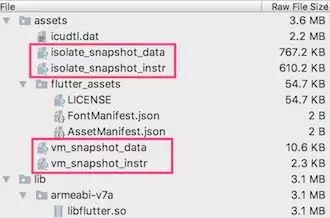 File Raw File Size
assets 3.6 MB
icudtl.dat 2.2 MB
isolate_snapshot_data 767.2 KB
isolate_snapshot_instr 610.2 KB
flutter_assets 54.7 KB
LICENSE 54.7 KB
FontManifest.json 2 B
AssetManifest.json 2 B
vm_snapshot_data 10.6 KB
vm_snapshot_instr 2.3 KB
lib 3.1 MB
armeabi-v7a 3.1 MB
libflutter.so 3.1 MB